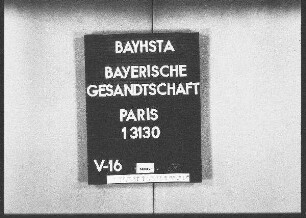 BAYHSTA
BAYERISCHE
GESANDTSCHAFT
PARIS
13130
V-16